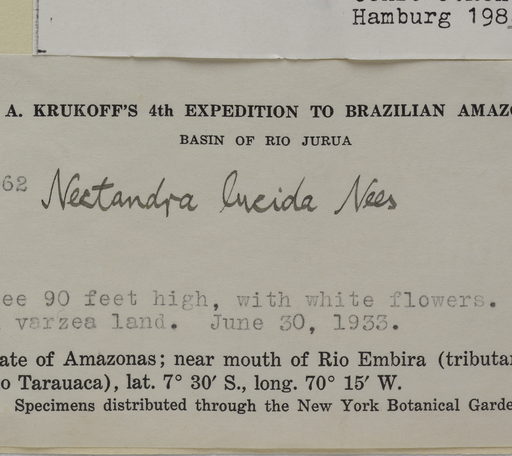 Hamburg 198
A. KRUKOFF'S 4th EXPEDITION TO BRAZILIAN AMAZO
BASIN OF RIO JURUA
62 Nectandra lucida Nees
ee 90 feet high, with white flowers.
varzea land. June 30, 1933.
ate of Amazonas; near mouth of Rio Embira (tributa
o Tarauaca), lat. 7° 30′ S., long. 70° 15′ W.
Specimens distributed through the New York Botanical Garde